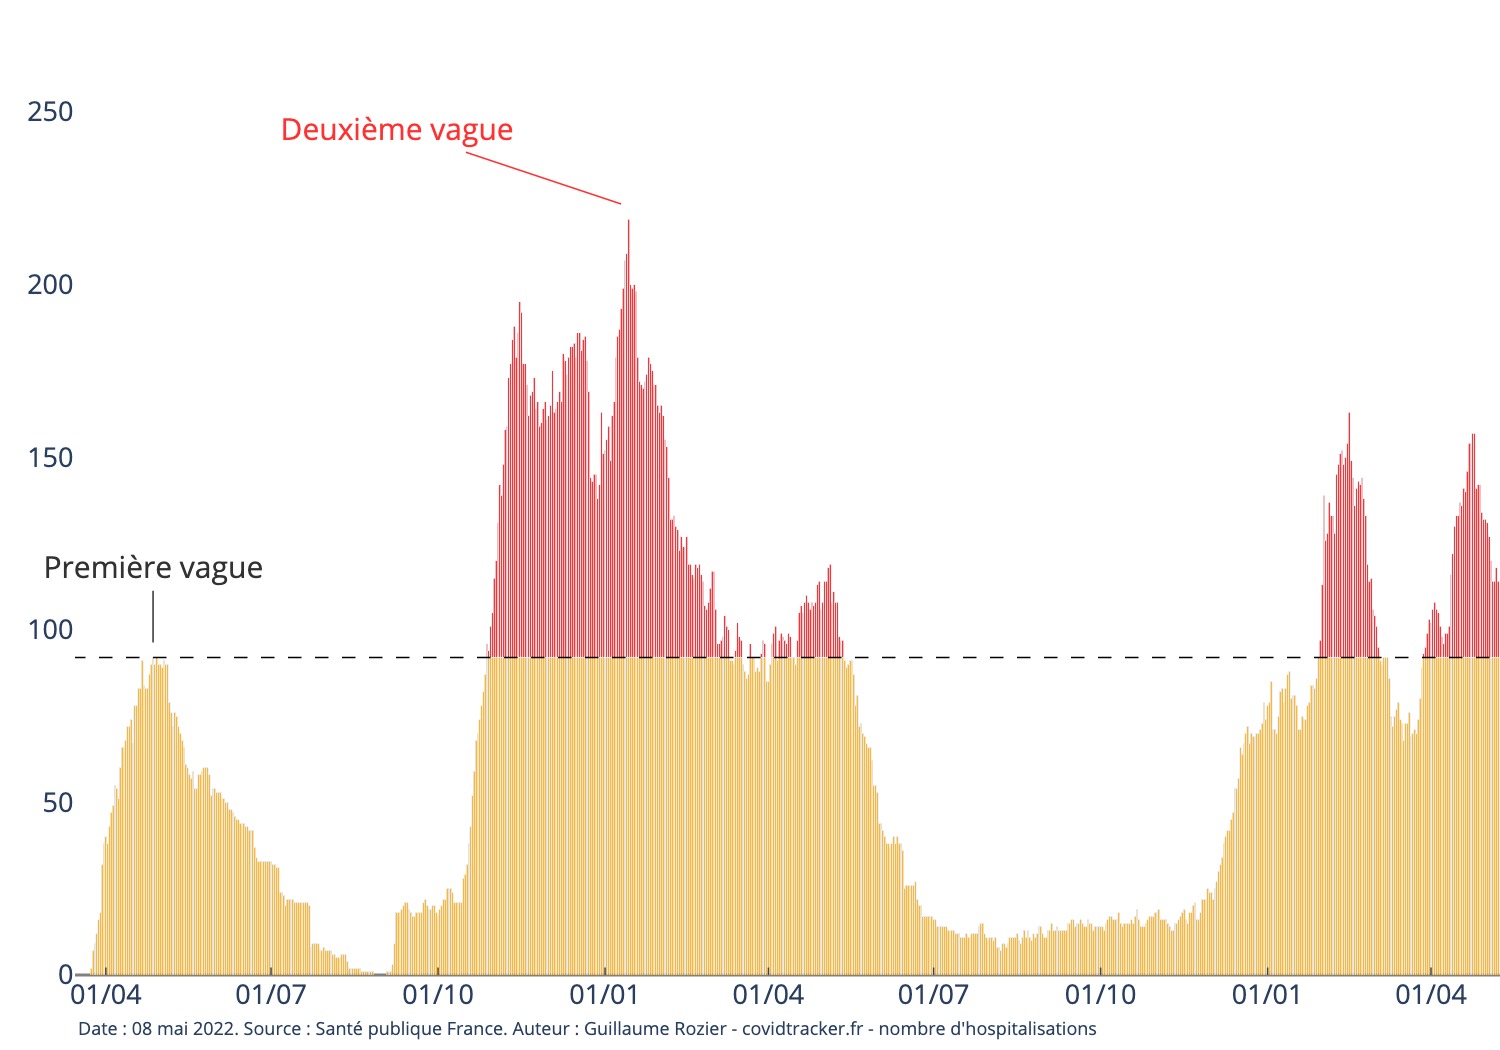 250
Deuxième vague
200
150
Première vague
100
50
0
01/04 01/07 01/10 01/01 01/04 01/07 01/10 01/01 01/04
Date : 08 mai 2022. Source : Santé publique France. Auteur : Guillaume Rozier - covidtracker.fr - nombre d'hospitalisations